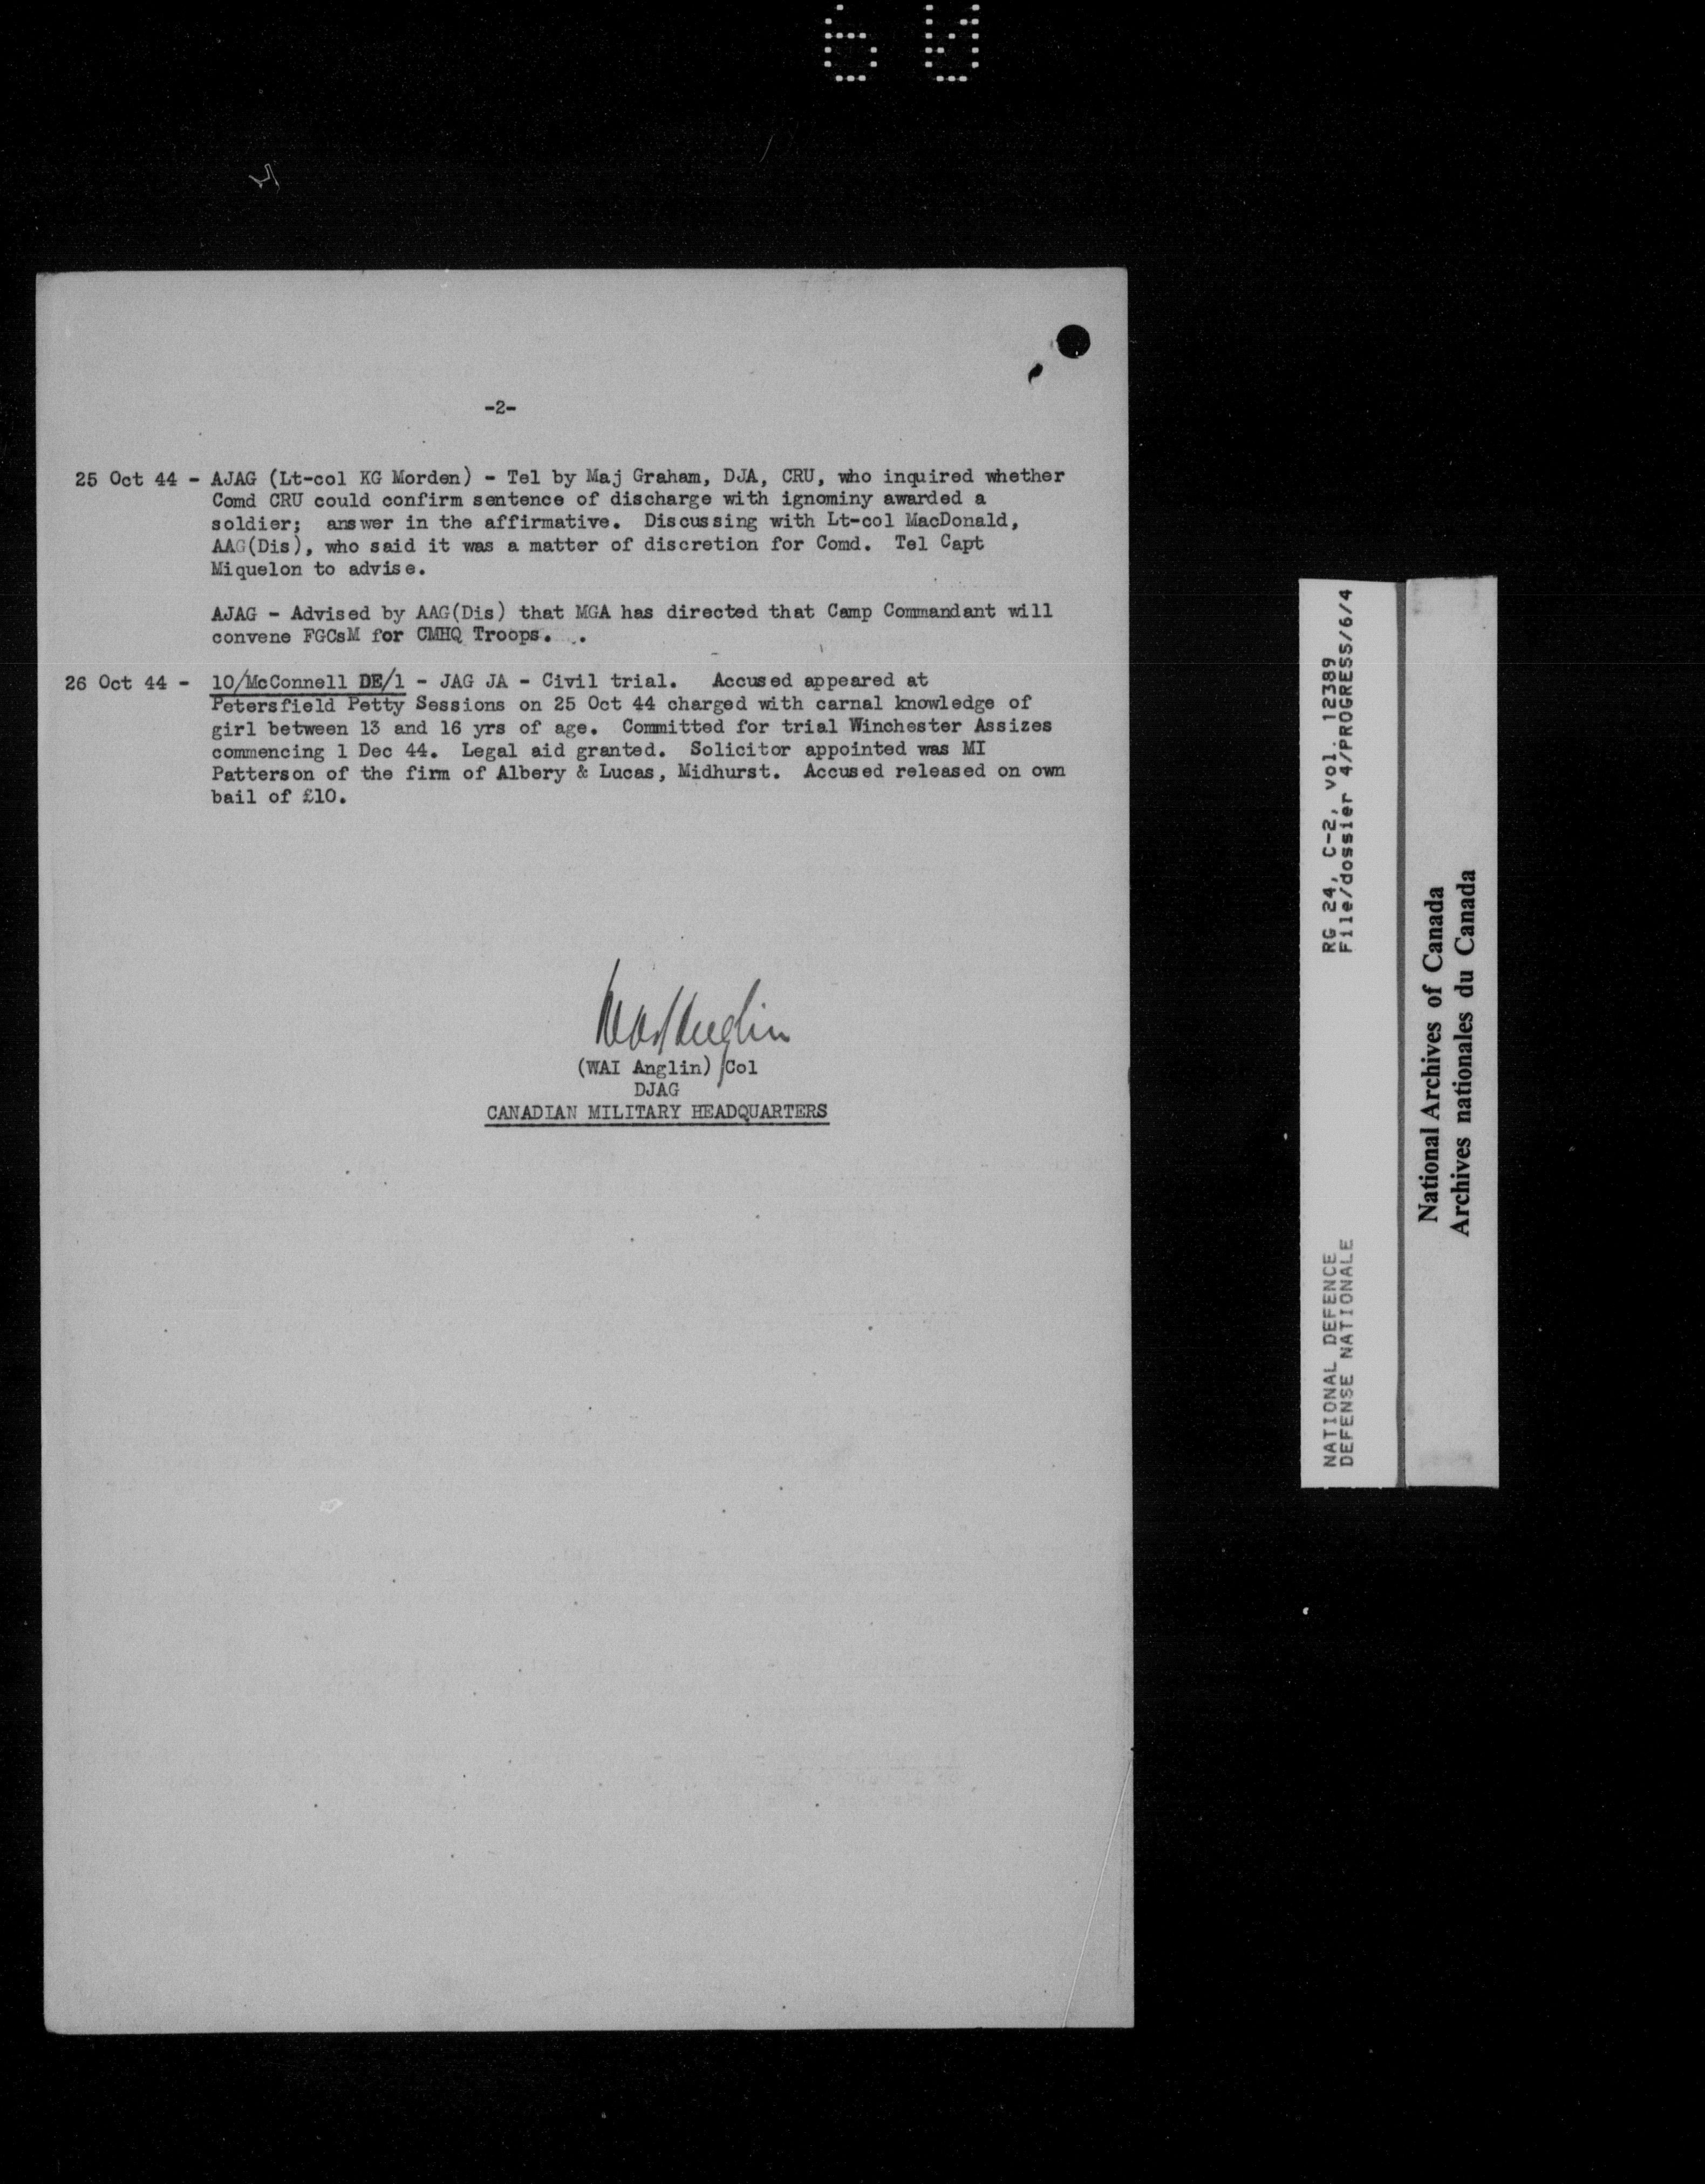 60
-2-
25 Oct 44 - AJAG (Lt-col KG Morden) - Tel by Maj Graham, DJA, CRU, who inquired whether
Comd CRU could confirm sentence of discharge with ignominy awarded a
soldier; answer in the affirmative. Discussing with Lt-col MacDonald,
AAG(Dis), who said it was a matter of discretion for Comd. Tel Capt
Miquelon to advise.
AJAG - Advised by AAG(Dis) that MGA has directed that Camp Commandant will
convene FGCsM for CMHQ Troops. .
26 Oct 44 - 10/McConnell DE/1 - JAG JA - Civil trial. Accused appeared at
Petersfield Petty Sessions on 25 Oct 44 charged with carnal knowledge of
girl between 13 and 16 yrs of age. Committed for trial Winchester Assizes
commencing 1 Dec 44. Legal aid granted. Solicitor appointed was MI
Patterson of the firm of Albery & Lucas, Midhurst. Accused released on own
bail of £10.
WAI Anglin
(WAI Anglin) Col
DJAG
CANADIAN MILITARY HEADQUARTERS
NATIONAL DEFENCE RG 24, C-2, vol. 12389
DEFENSE NATIONALE File/dossier 4/PROGRESS/6/4
National Archives of Canada
Archives nationales du Canada